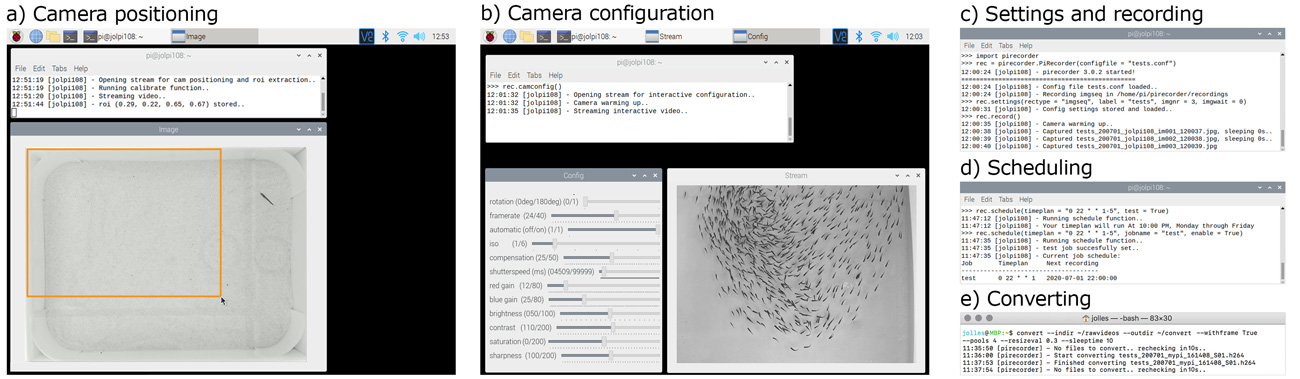 a) Camera positioning
pi@jolpi108: ~
Image
12:53
pi@jolpi108: ~
File Edit Tabs Help
12:51:19 [jolpi108] - Opening stream for cam positioning and roi extraction..
12:51:19 [jolpi108] - Running calibrate function..
12:51:20 [jolpi108] - Streaming video..
12:51:44 [jolpi108] - roi (0.29, 0.22, 0.65, 0.67) stored..
Image
b) Camera configuration
pi@jolpi108: ~
Stream
Config
12:03
pi@jolpi108: ~
File Edit Tabs Help
>>> rec.camconfig()
12:01:32 [jolpi108] - Opening stream for interactive configuration..
12:01:32 [jolpi108] - Camera warming up..
12:01:35 [jolpi108] - Streaming interactive video..
Config
rotation (0deg/180deg) (0/1)
framerate (24/40)
automatic (off/on) (1/1)
iso (1/6)
compensation (25/50)
shutterspeed (ms) (04509/99999)
red gain (12/80)
blue gain (25/80)
brightness (050/100)
contrast (110/200)
saturation (0/200)
sharpness (100/200)
Stream
c) Settings and recording
pi@jolpi108: ~
File Edit Tabs Help
>>> import pirecorder
>>> rec = pirecorder.PiRecorder(configfile = "tests.conf")
12:00:24 [jolpi108] - pirecorder 3.0.2 started!
==========================================
12:00:24 [jolpi108] - Config file tests.conf loaded..
12:00:24 [jolpi108] - Recording imgseq in /home/pi/pirecorder/recordings
>>> rec.settings(rectype = "imgseq", label = "tests", imgnr = 3, imgwait = 0)
12:00:31 [jolpi108] - Config settings stored and loaded..
>>> rec.record()
12:00:35 [jolpi108] - Camera warming up..
12:00:38 [jolpi108] - Captured tests_200701_jolpi108_im001_120037.jpg, sleeping 0s..
12:00:39 [jolpi108] - Captured tests_200701_jolpi108_im002_120038.jpg, sleeping 0s..
12:00:40 [jolpi108] - Captured tests_200701_jolpi108_im003_120039.jpg
d) Scheduling
pi@jolpi108: ~
File Edit Tabs Help
>>> rec.schedule(timeplan = "0 22 * * 1-5", test = True)
11:47:12 [jolpi108] - Running schedule function..
11:47:12 [jolpi108] - Your timeplan will run At 10:00 PM, Monday through Friday
>>> rec.schedule(timeplan = "0 22 * * 1-5", jobname = "test", enable = True)
11:47:35 [jolpi108] - Running schedule function..
11:47:35 [jolpi108] - test job succesfully set..
11:47:35 [jolpi108] - Current job schedule:
Job Timeplan Next recording
------------------------------------
test 0 22 * * 1 2020-07-01 22:00:00
e) Converting
jolles — -bash — 83×30
jolles@MBP:~$ convert --indir ~/rawvideos --outdir ~/convert --withframe True
--pools 4 --resizeval 0.3 --sleeptime 10
11:35:50 [pirecorder] - No files to convert.. rechecking in10s..
11:36:00 [pirecorder] - Start converting tests_200701_mypi_161408_S01.h264
11:37:53 [pirecorder] - Finished converting tests_200701_mypi_161408_S01.h264
11:37:54 [pirecorder] - No files to convert.. rechecking in10s..